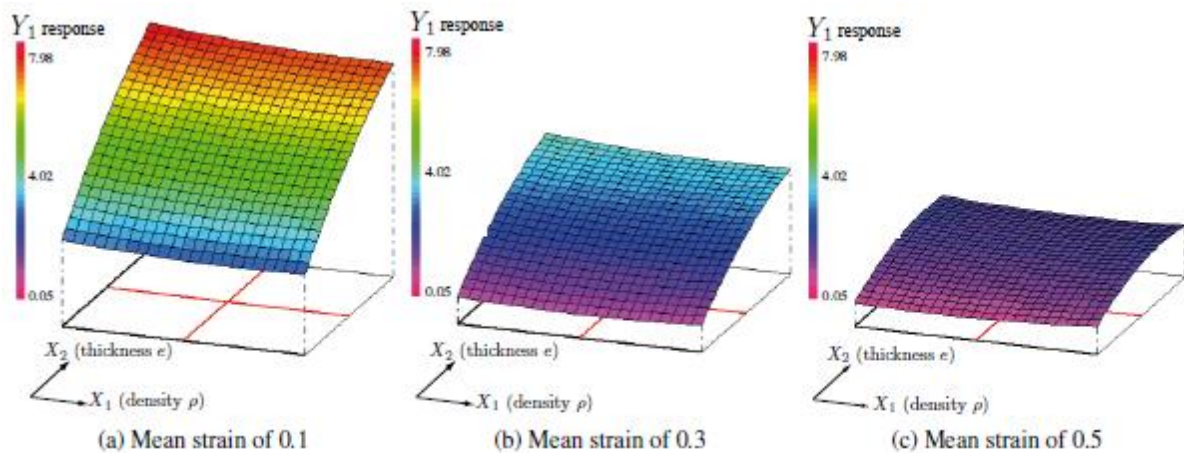 Y₁ response
7.98
4.02
0.05
X₂ (thickness e)
X₁ (density ρ)
(a) Mean strain of 0.1
Y₁ response
7.98
4.02
0.05
X₂ (thickness e)
X₁ (density ρ)
(b) Mean strain of 0.3
Y₁ response
7.98
4.02
0.05
X₂ (thickness e)
X₁ (density ρ)
(c) Mean strain of 0.5